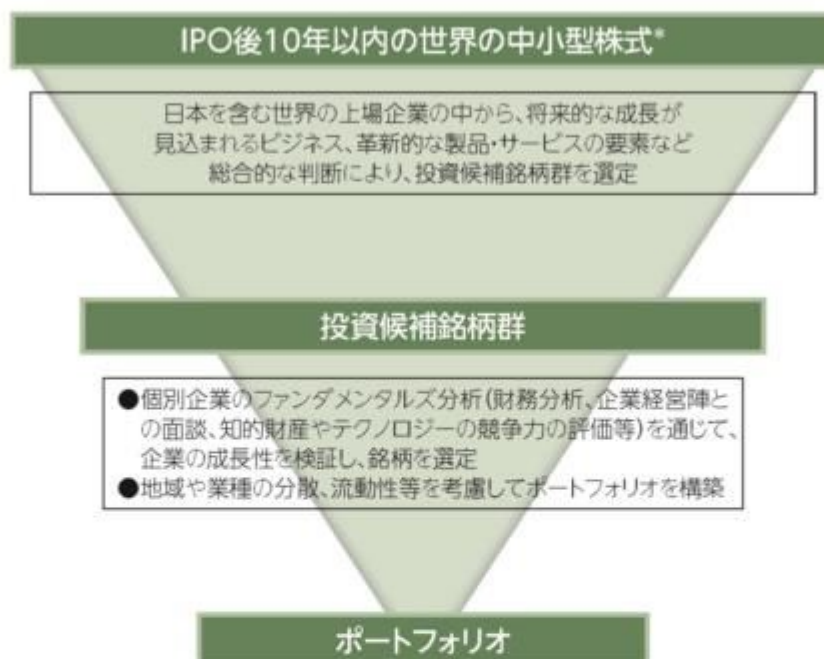 IPO後10年以内の世界の中小型株式*
日本を含む世界の上場企業の中から、将来的な成長が
見込まれるビジネス、革新的な製品・サービスの要素など
総合的な判断により、投資候補銘柄群を選定
投資候補銘柄群
●個別企業のファンダメンタルズ分析(財務分析、企業経営陣と
の面談、知的財産やテクノロジーの競争力の評価等)を通じて、
企業の成長性を検証し、銘柄を選定
●地域や業種の分散、流動性等を考慮してポートフォリオを構築
ポートフォリオ